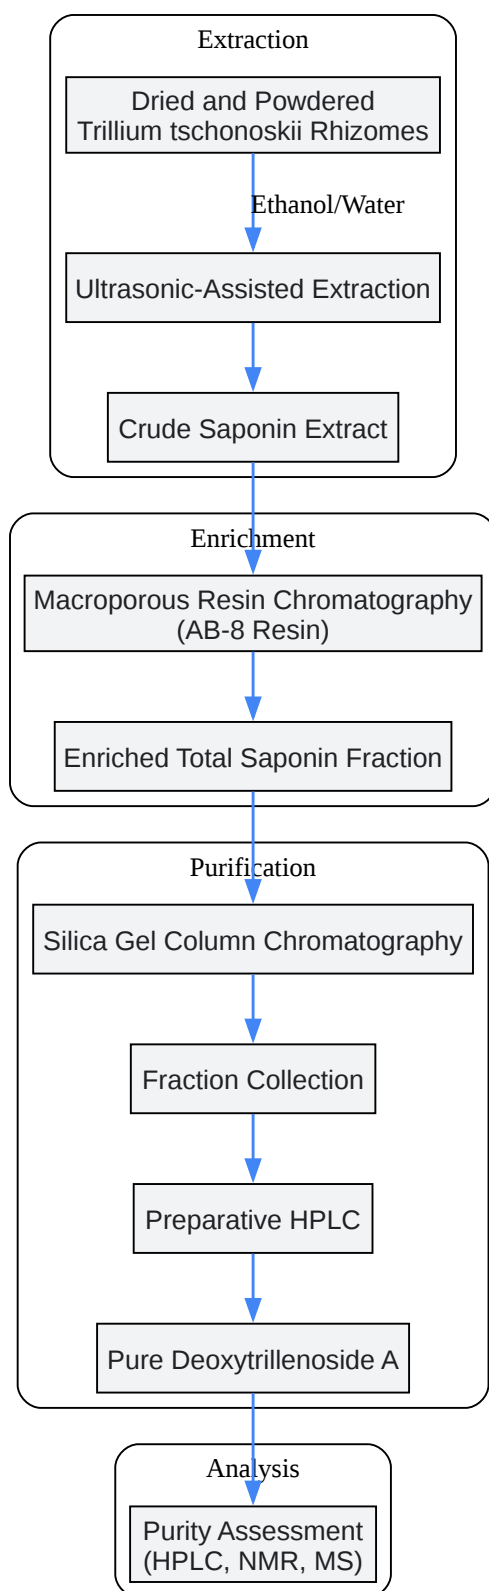 Extraction
Dried and Powdered
Trillium tschonoskii Rhizomes
Ethanol/Water
Ultrasonic-Assisted Extraction
Crude Saponin Extract
Enrichment
Macroporous Resin Chromatography
(AB-8 Resin)
Enriched Total Saponin Fraction
Purification
Silica Gel Column Chromatography
Fraction Collection
Preparative HPLC
Pure Deoxytrillenoside A
Analysis
Purity Assessment
(HPLC, NMR, MS)